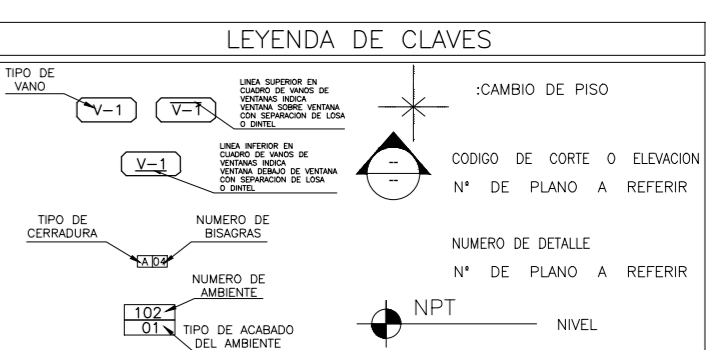 LEYENDA DE CLAVES
TIPO DE
VANO
V-1
V-1
LINEA SUPERIOR EN
CUADRO DE VANOS DE
VENTANAS INDICA
VENTANA SOBRE VENTANA
CON SEPARACION DE LOSA
O DINTEL
:CAMBIO DE PISO
V-1
LINEA INFERIOR EN
CUADRO DE VANOS DE
VENTANAS INDICA
VENTANA DEBAJO DE VENTANA
CON SEPARACION DE LOSA
O DINTEL
--
--
CODIGO DE CORTE O ELEVACION
Nº DE PLANO A REFERIR
TIPO DE
CERRADURA
NUMERO DE
BISAGRAS
A 04
NUMERO DE DETALLE
Nº DE PLANO A REFERIR
NUMERO DE
AMBIENTE
102
01
TIPO DE ACABADO
DEL AMBIENTE
NPT
NIVEL